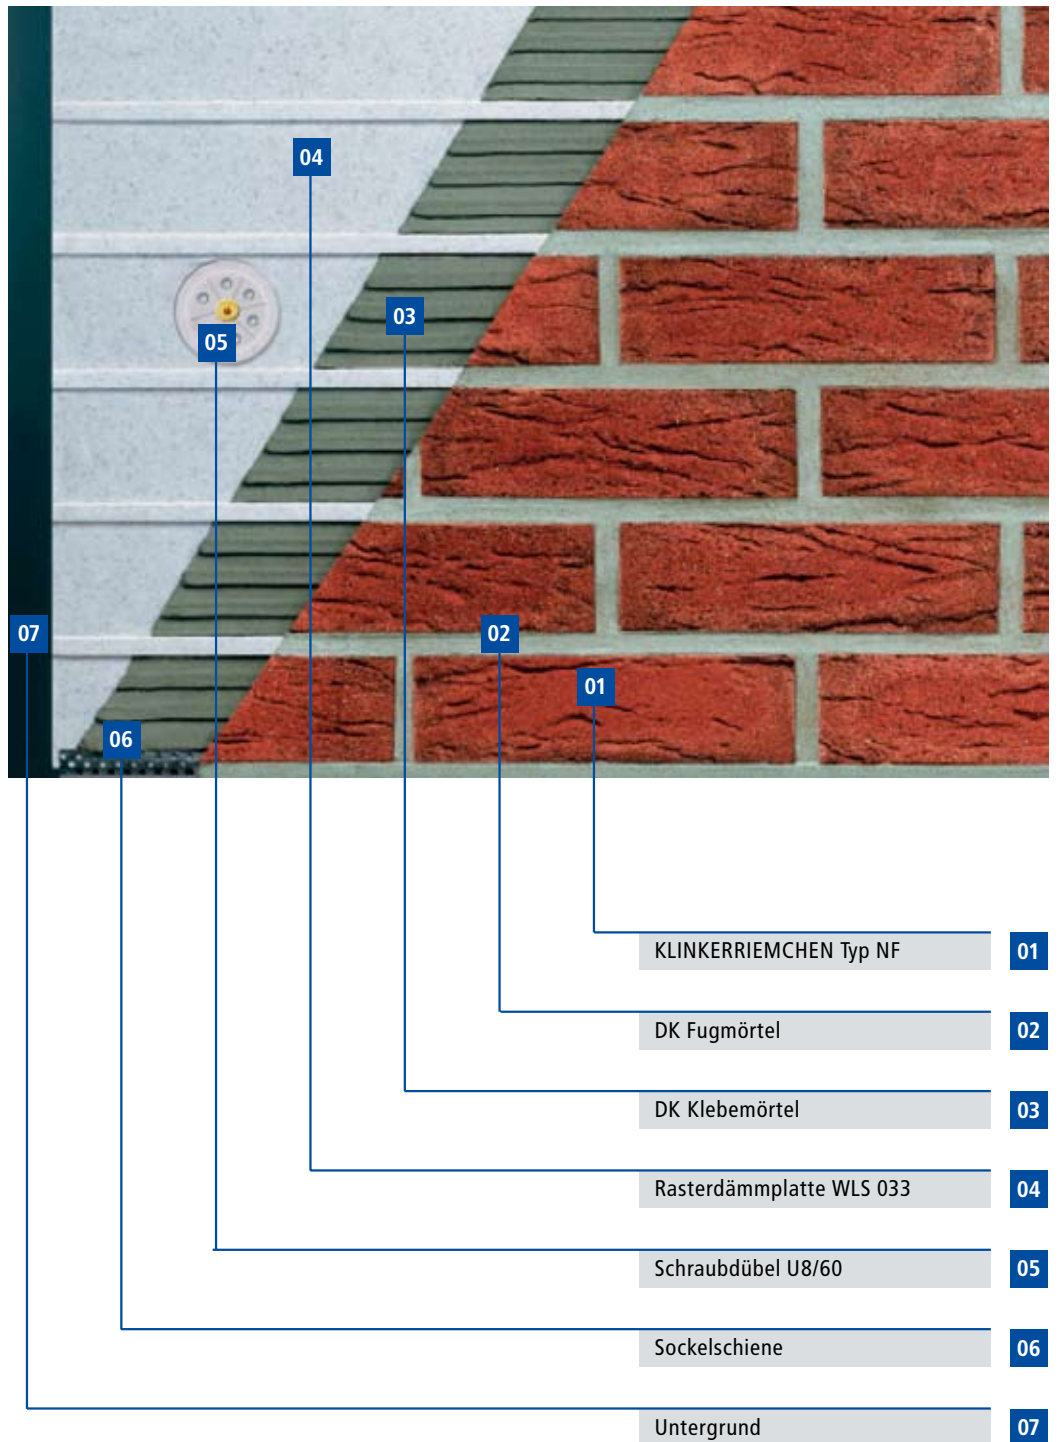 04
03
05
07
02
01
06
KLINKERRIEMCHEN Typ NF 01
DK Fugmörtel 02
DK Klebemörtel 03
Rasterdämmplatte WLS 033 04
Schraubdübel U8/60 05
Sockelschiene 06
Untergrund 07